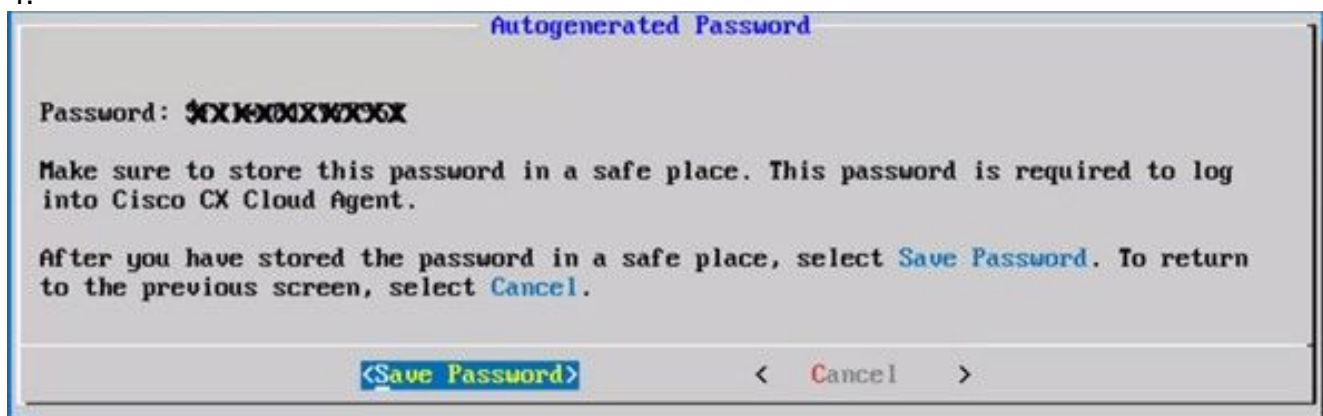 Autogenerated Password
Password:
Make sure to store this password in a safe place. This password is required to log
into Cisco CX Cloud Agent.
After you have stored the password in a safe place, select Save Password. To return
to the previous screen, select Cancel.
<Save Password> < Cancel >